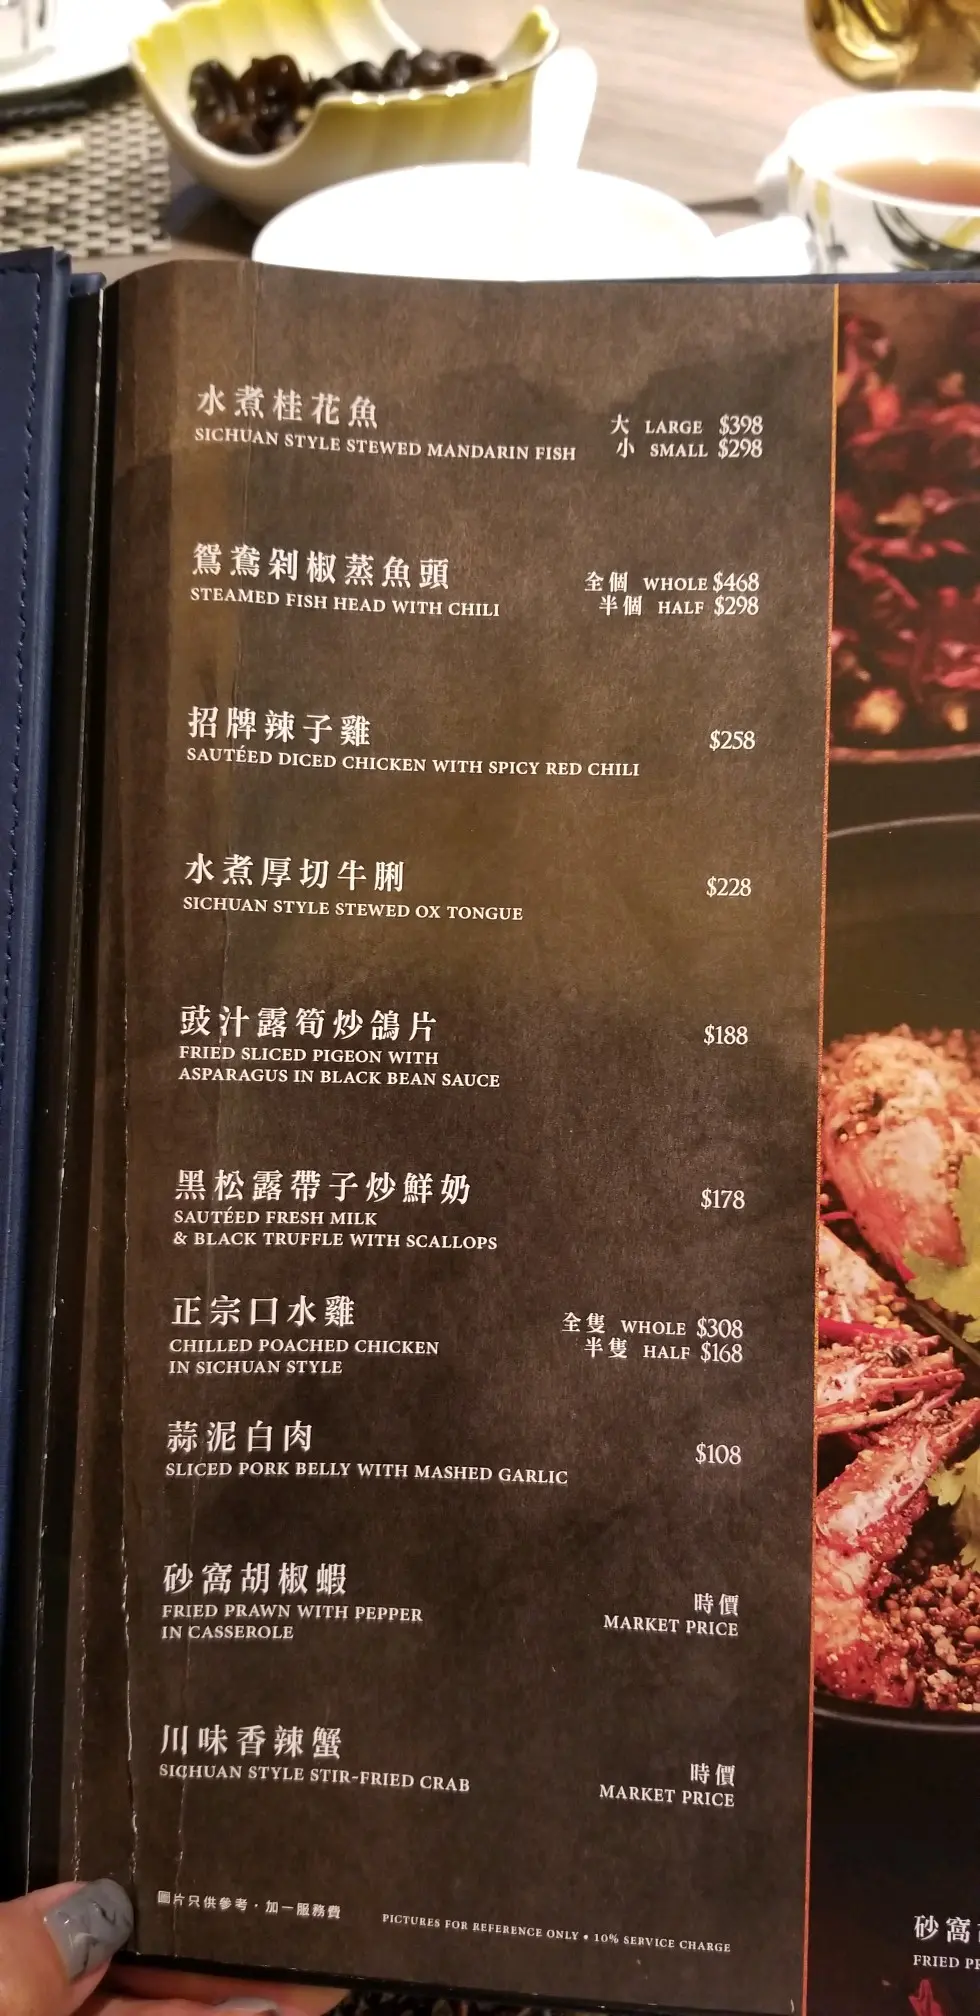 水煮桂花魚
SICHUAN STYLE STEWED MANDARIN FISH
大 LARGE $398
小 SMALL $298
鴛鴦剁椒蒸魚頭
STEAMED FISH HEAD WITH CHILI
全個 WHOLE $468
半個 HALF $298
招牌辣子雞
SAUTÉED DICED CHICKEN WITH SPICY RED CHILI
$258
水煮厚切牛脷
SICHUAN STYLE STEWED OX TONGUE
$228
豉汁露筍炒鴿片
FRIED SLICED PIGEON WITH
ASPARAGUS IN BLACK BEAN SAUCE
$188
黑松露帶子炒鮮奶
SAUTÉED FRESH MILK
& BLACK TRUFFLE WITH SCALLOPS
$178
正宗口水雞
CHILLED POACHED CHICKEN
IN SICHUAN STYLE
全隻 WHOLE $308
半隻 HALF $168
蒜泥白肉
SLICED PORK BELLY WITH MASHED GARLIC
$108
砂窩胡椒蝦
FRIED PRAWN WITH PEPPER
IN CASSEROLE
時價
MARKET PRICE
川味香辣蟹
SICHUAN STYLE STIR-FRIED CRAB
時價
MARKET PRICE
圖片只供參考・加一服務費
PICTURES FOR REFERENCE ONLY • 10% SERVICE CHARGE
砂窩
FRIED